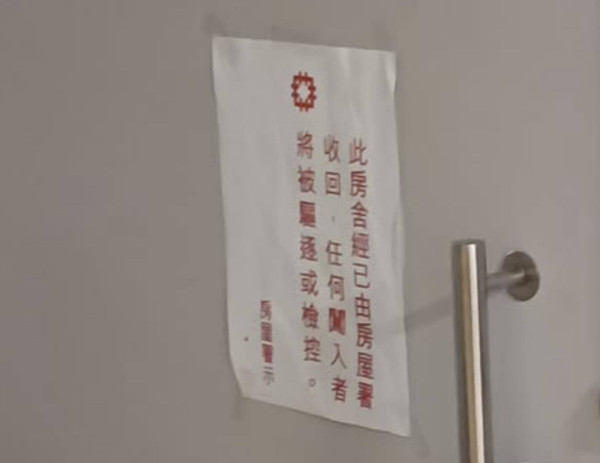 此房舍經已由房屋署
收回，任何闖入者
將被驅逐或檢控。
房屋署示